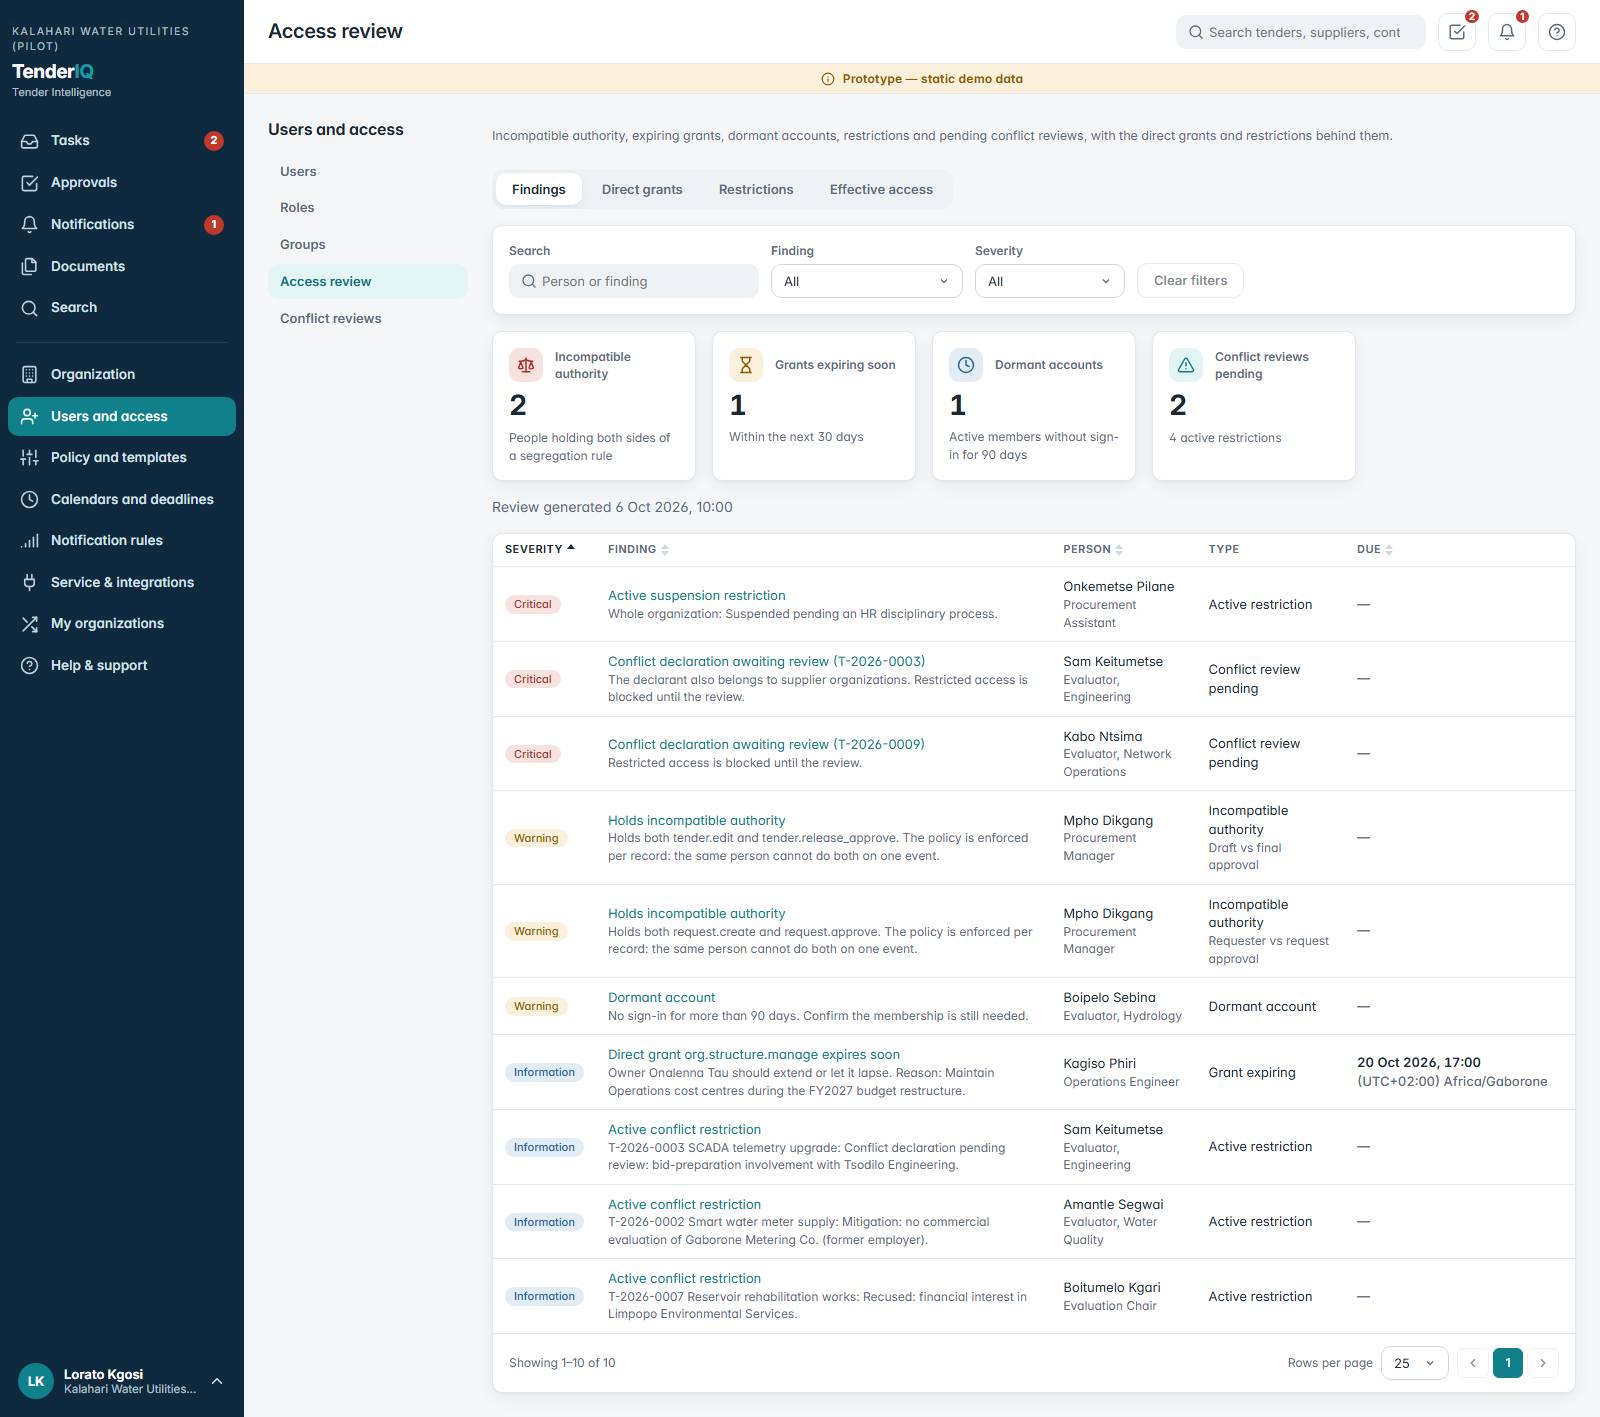 KALAHARI WATER UTILITIES
(PILOT)
TenderIQ
Tender Intelligence
Tasks
2
Approvals
Notifications
1
Documents
Search
Organization
Users and access
Policy and templates
Calendars and deadlines
Notification rules
Service & integrations
My organizations
Help & support
LK
Lorato Kgosi
Kalahari Water Utilities...
Access review
Search tenders, suppliers, cont
2
1
Prototype — static demo data
Users and access
Users
Roles
Groups
Access review
Conflict reviews
Incompatible authority, expiring grants, dormant accounts, restrictions and pending conflict reviews, with the direct grants and restrictions behind them.
Findings
Direct grants
Restrictions
Effective access
Search
Person or finding
Finding
All
Severity
All
Clear filters
Incompatible
authority
2
People holding both sides of
a segregation rule
Grants expiring soon
1
Within the next 30 days
Dormant accounts
1
Active members without sign-
in for 90 days
Conflict reviews
pending
2
4 active restrictions
Review generated 6 Oct 2026, 10:00
SEVERITY FINDING PERSON TYPE DUE
Critical
Active suspension restriction
Whole organization: Suspended pending an HR disciplinary process.
Onkemetse Pilane
Procurement
Assistant
Active restriction
—
Critical
Conflict declaration awaiting review (T-2026-0003)
The declarant also belongs to supplier organizations. Restricted access is
blocked until the review.
Sam Keitumetse
Evaluator,
Engineering
Conflict review
pending
—
Critical
Conflict declaration awaiting review (T-2026-0009)
Restricted access is blocked until the review.
Kabo Ntsima
Evaluator, Network
Operations
Conflict review
pending
—
Warning
Holds incompatible authority
Holds both tender.edit and tender.release_approve. The policy is enforced
per record: the same person cannot do both on one event.
Mpho Dikgang
Procurement
Manager
Incompatible
authority
Draft vs final
approval
—
Warning
Holds incompatible authority
Holds both request.create and request.approve. The policy is enforced per
record: the same person cannot do both on one event.
Mpho Dikgang
Procurement
Manager
Incompatible
authority
Requester vs request
approval
—
Warning
Dormant account
No sign-in for more than 90 days. Confirm the membership is still needed.
Boipelo Sebina
Evaluator, Hydrology
Dormant account
—
Information
Direct grant org.structure.manage expires soon
Owner Onalenna Tau should extend or let it lapse. Reason: Maintain
Operations cost centres during the FY2027 budget restructure.
Kagiso Phiri
Operations Engineer
Grant expiring
20 Oct 2026, 17:00
(UTC+02:00) Africa/Gaborone
Information
Active conflict restriction
T-2026-0003 SCADA telemetry upgrade: Conflict declaration pending
review: bid-preparation involvement with Tsodilo Engineering.
Sam Keitumetse
Evaluator,
Engineering
Active restriction
—
Information
Active conflict restriction
T-2026-0002 Smart water meter supply: Mitigation: no commercial
evaluation of Gaborone Metering Co. (former employer).
Amantle Segwai
Evaluator, Water
Quality
Active restriction
—
Information
Active conflict restriction
T-2026-0007 Reservoir rehabilitation works: Recused: financial interest in
Limpopo Environmental Services.
Boitumelo Kgari
Evaluation Chair
Active restriction
—
Showing 1–10 of 10
Rows per page
25
1